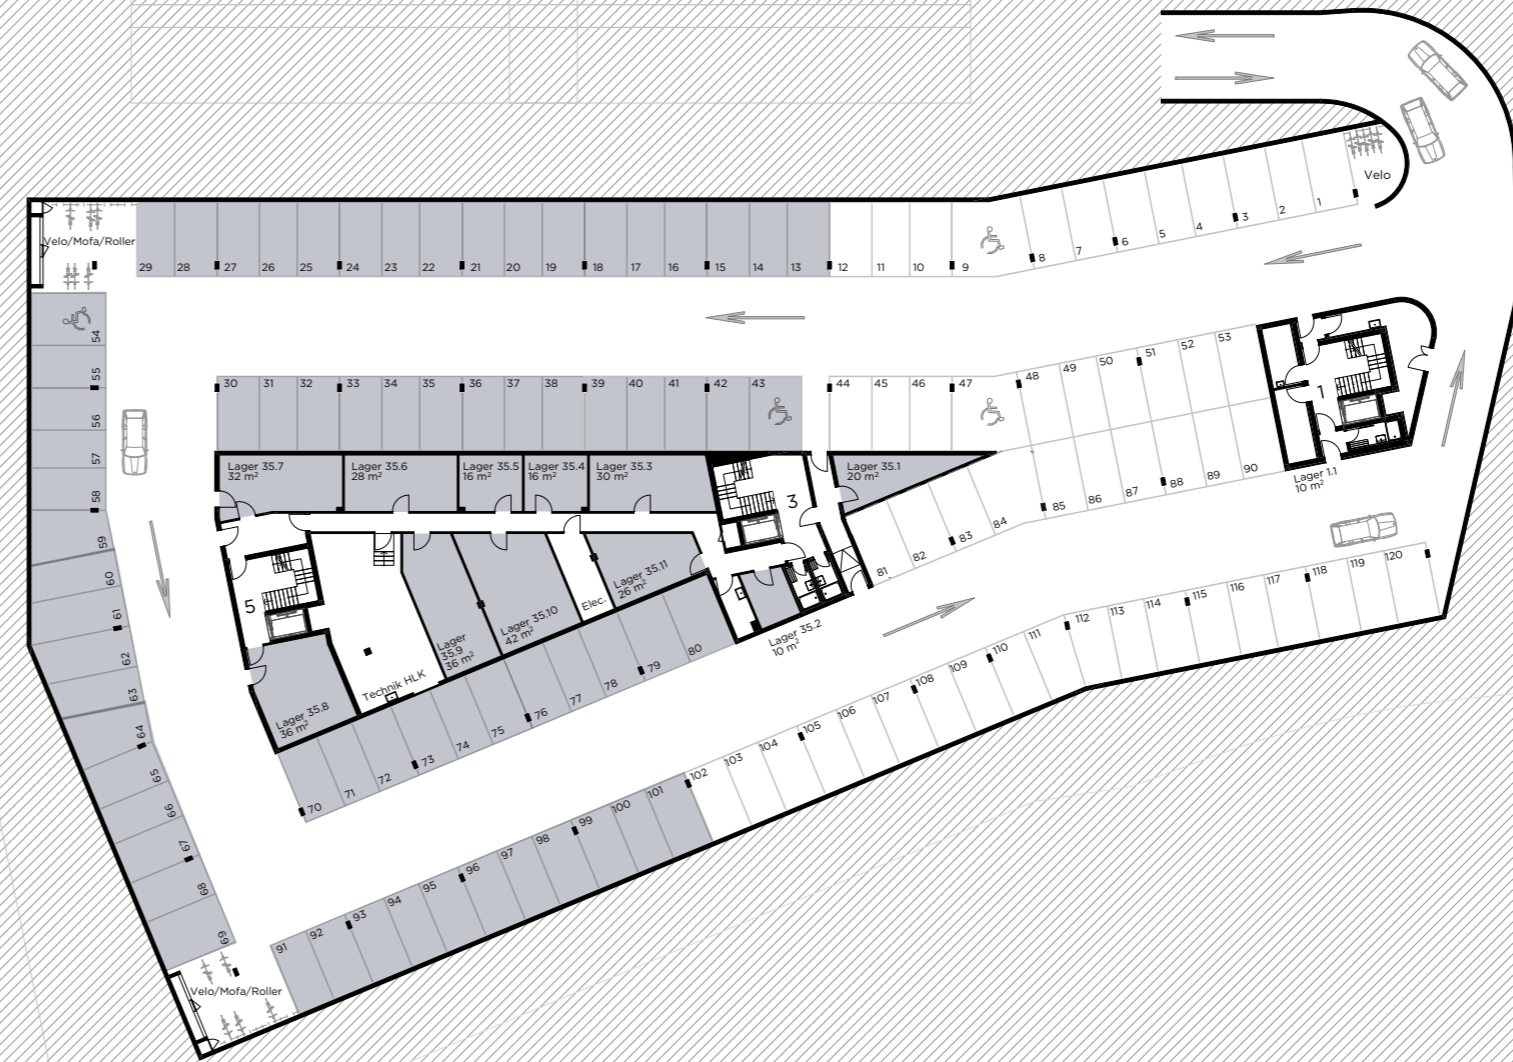 Velo
Velo/Mofa/Roller
29 28 27 26 25 24 23 22 21 20 19 18 17 16 15 14 13 12 11 10 9 8 7 6 5 4 3 2 1
54
55
56
57
58
59
60
61
62
63
64
65
66
67
68
69
30 31 32 33 34 35 36 37 38 39 40 41 42 43 44 45 46 47 48 49 50 51 52 53
Lager 35.7
32 m²
Lager 35.6
28 m²
Lager 35.5
16 m²
Lager 35.4
16 m²
Lager 35.3
30 m²
3
Lager 35.1
20 m²
1
Lager 1.1
10 m²
81 82 83 84 85 86 87 88 89 90
5
Lager 35.8
36 m²
Technik HLK
Lager
35.9
36 m²
Lager 35.10
42 m²
Elec.
Lager 35.11
26 m²
Lager 35.2
10 m²
70 71 72 73 74 75 76 77 78 79 80
91 92 93 94 95 96 97 98 99 100 101 102 103 104 105 106 107 108 109 110 111 112 113 114 115 116 117 118 119 120
Velo/Mofa/Roller